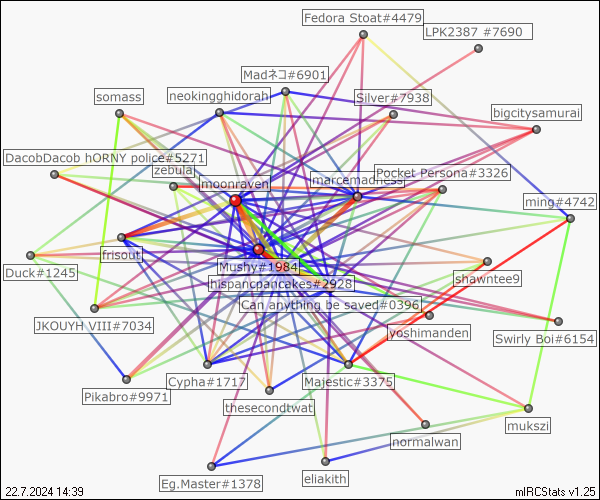 Fedora Stoat#4479
LPK2387 #7690
Madネコ#6901
somass
neokingghidorah
Silver#7938
bigcitysamurai
DacobDacob hORNY police#5271
zebulaj
Pocket Persona#3326
moonraven
marcemadness
ming#4742
frisout
Mushy#1984
Duck#1245
shawntee9
hispancpancakes#2928
Can anything be saved#0396
JKOUYH VIII#7034
yoshimanden
Swirly Boi#6154
Cypha#1717
Majestic#3375
Pikabro#9971
thesecondtwat
mukszi
normalwan
eliakith
Eg.Master#1378
22.7.2024 14:39
mIRCStats v1.25